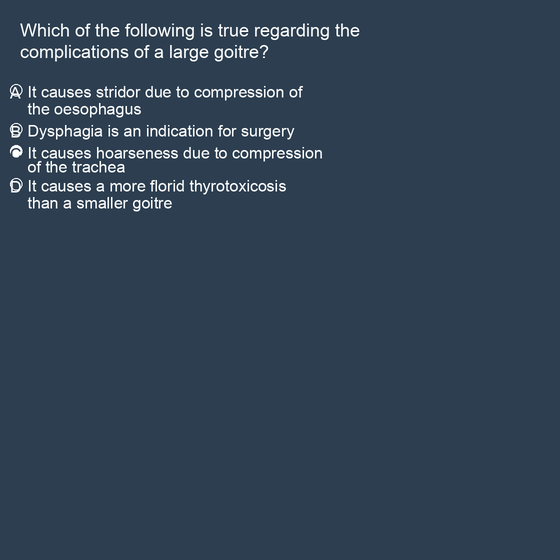 Which of the following is true regarding the
complications of a large goitre?
A It causes stridor due to compression of
the oesophagus
B Dysphagia is an indication for surgery
C It causes hoarseness due to compression
of the trachea
D It causes a more florid thyrotoxicosis
than a smaller goitre